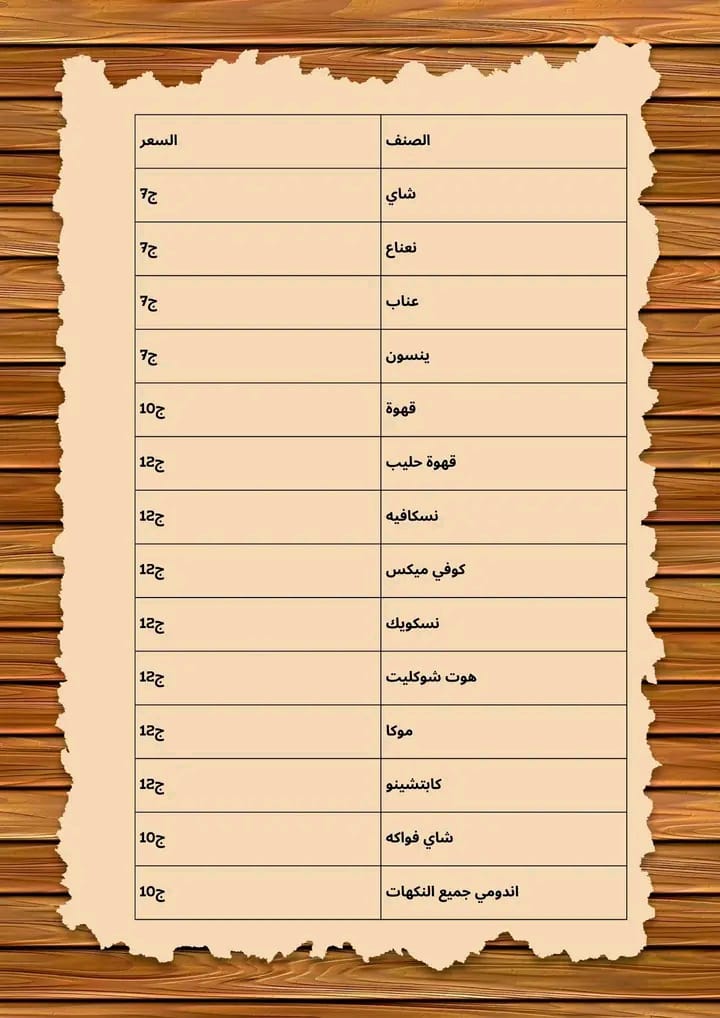 الصنف السعر
شاي 7ج
نعناع 7ج
عناب 7ج
ينسون 7ج
قهوة 10ج
قهوة حليب 12ج
نسكافيه 12ج
كوفي ميكس 12ج
نسكويك 12ج
هوت شوكليت 12ج
موكا 12ج
كابتشينو 12ج
شاي فواكه 10ج
اندومي جميع النكهات 10ج